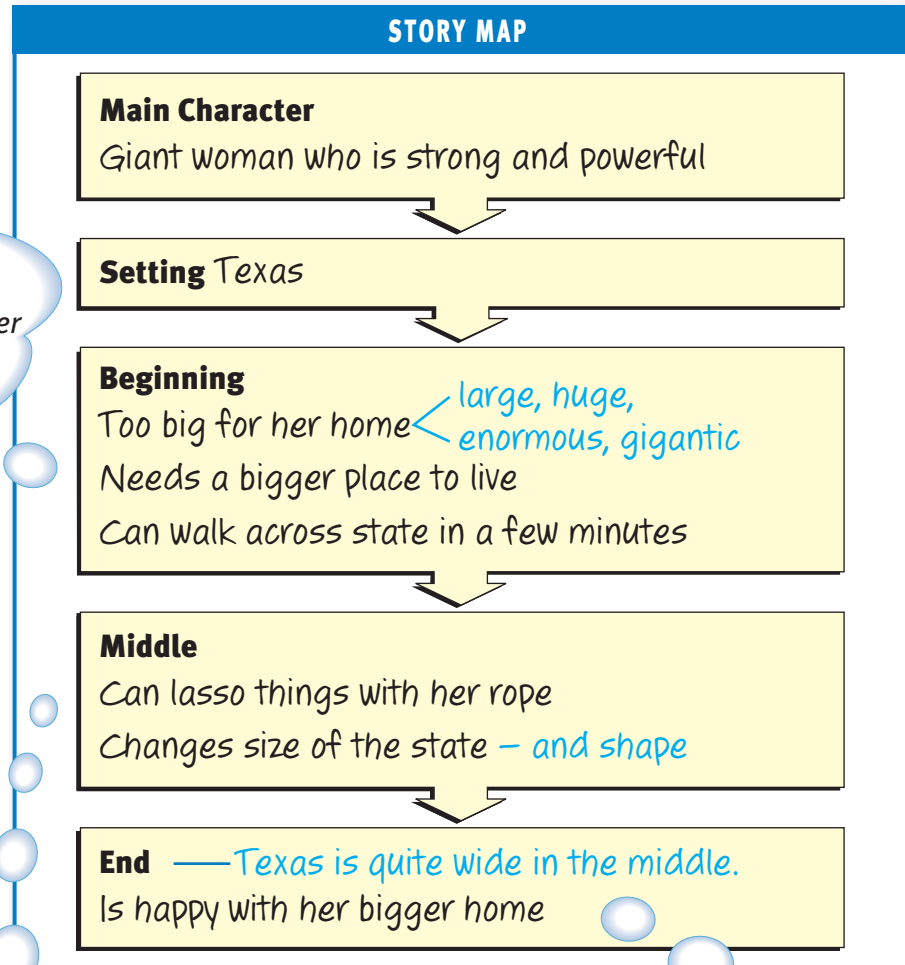 STORY MAP
Main Character
Giant woman who is strong and powerful
Setting Texas
er
Beginning
Too big for her home
large, huge,
enormous, gigantic
Needs a bigger place to live
Can walk across state in a few minutes
Middle
Can lasso things with her rope
Changes size of the state – and shape
End — Texas is quite wide in the middle.
Is happy with her bigger home